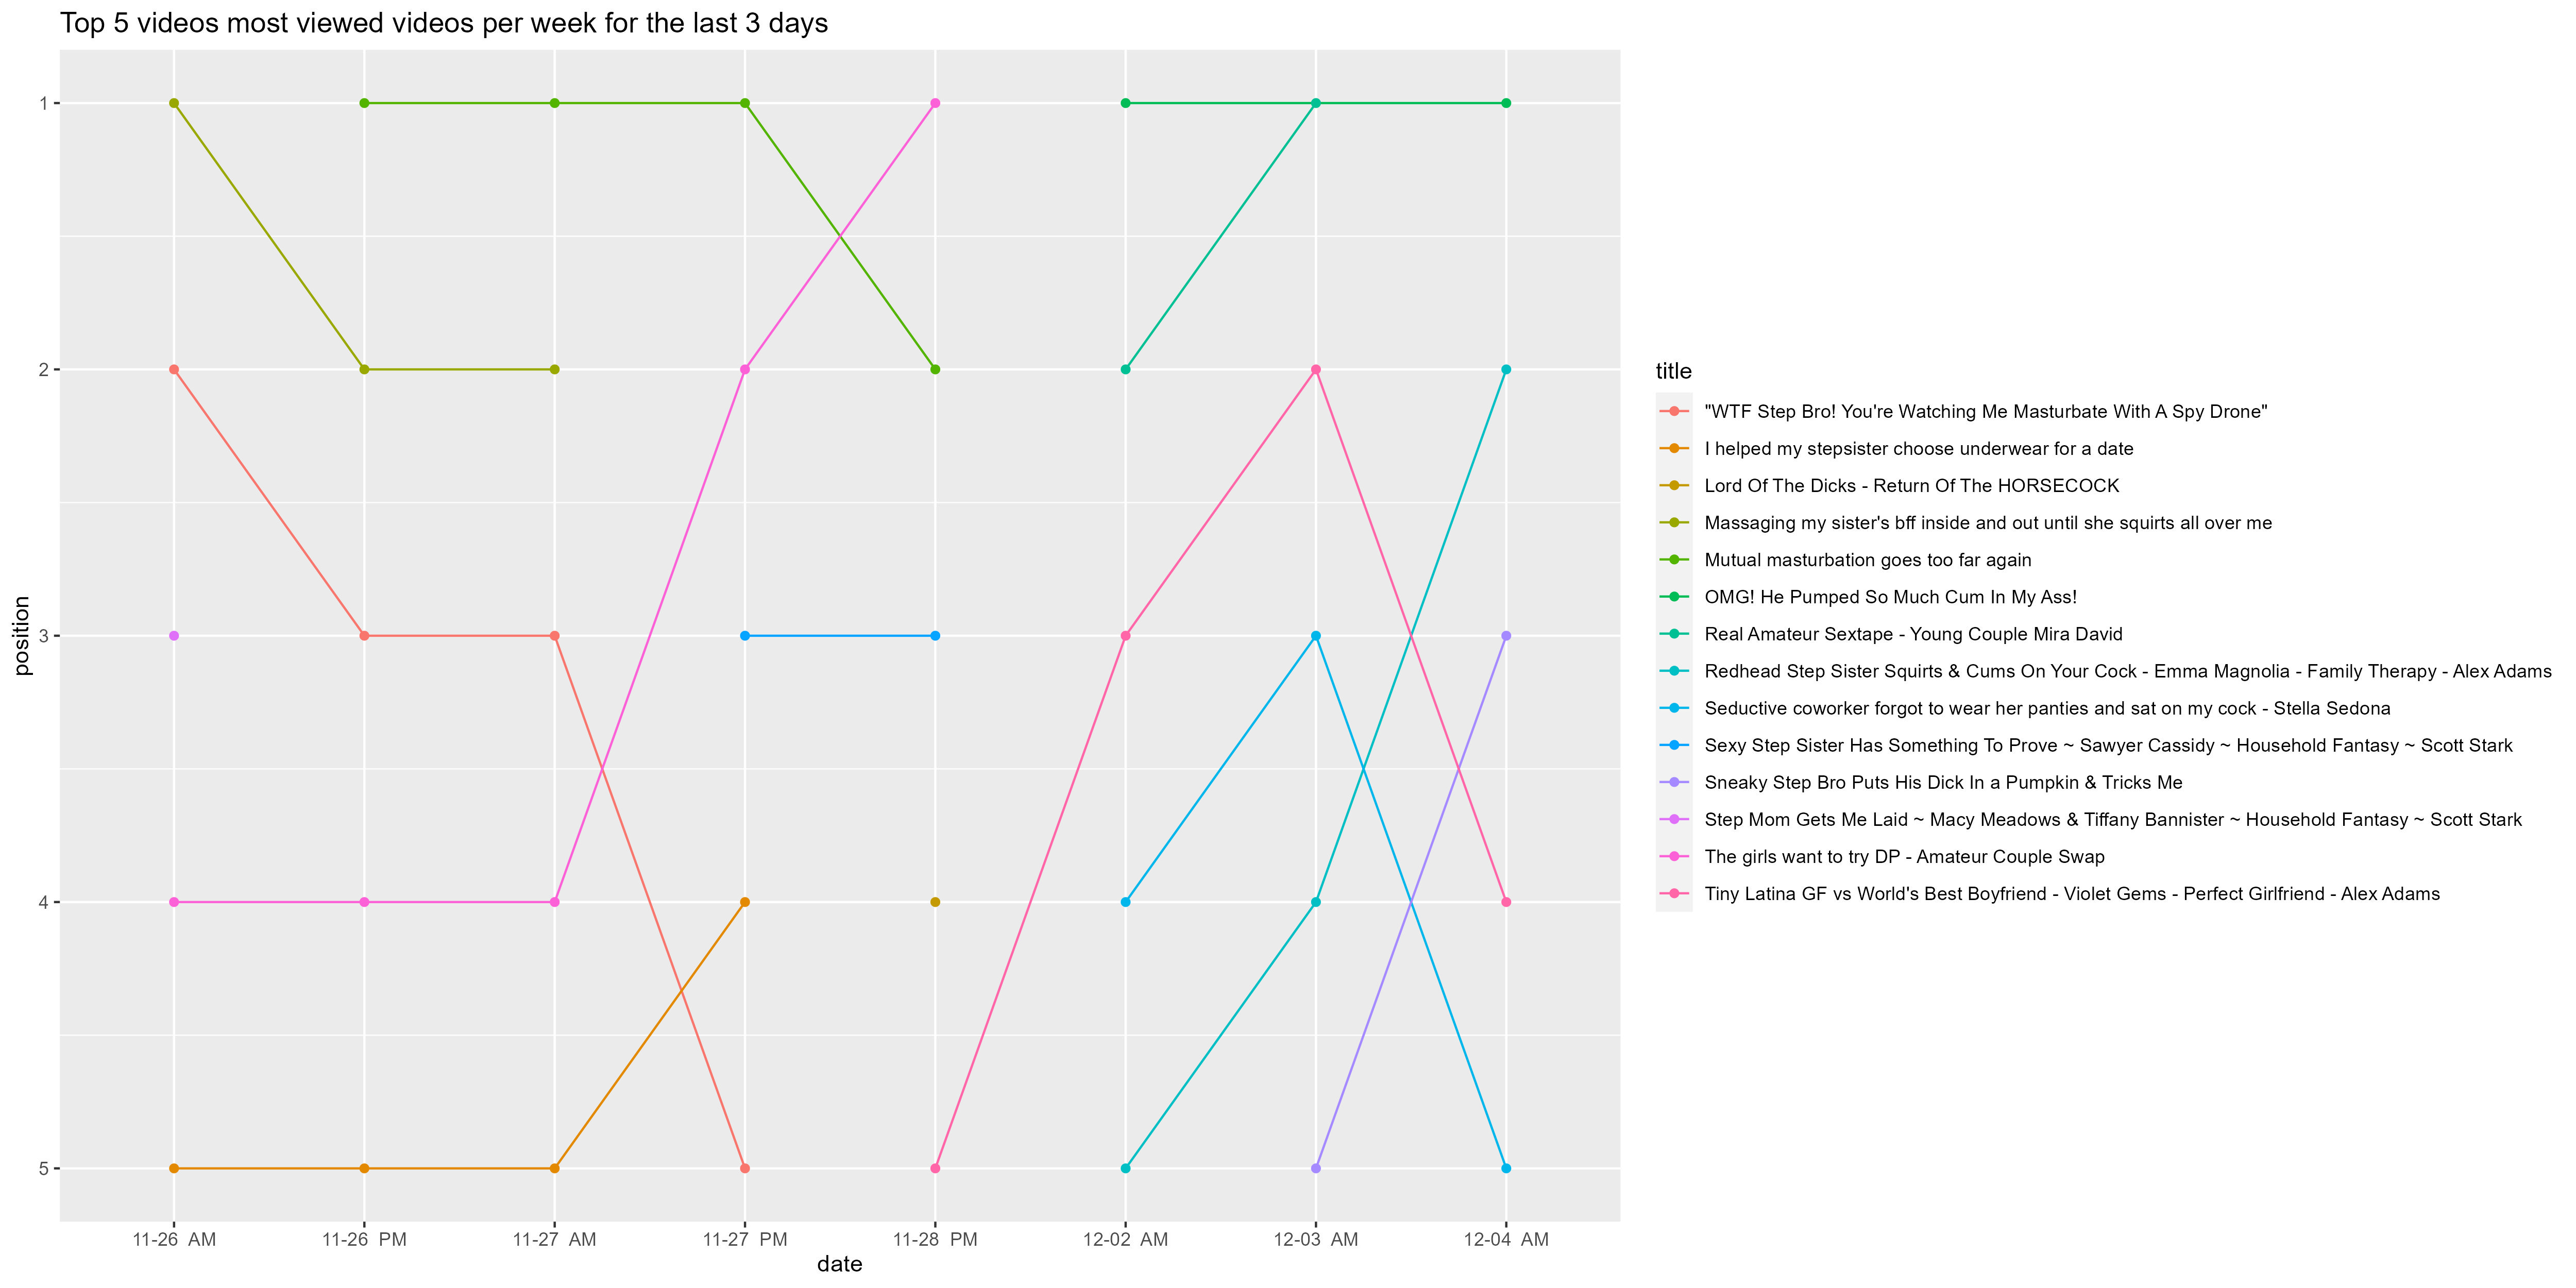 Top 5 videos most viewed videos per week for the last 3 days
position
1
2
3
4
5
11-26 AM
11-26 PM
11-27 AM
11-27 PM
11-28 PM
12-02 AM
12-03 AM
12-04 AM
date
title
"WTF Step Bro! You're Watching Me Masturbate With A Spy Drone"
I helped my stepsister choose underwear for a date
Lord Of The Dicks - Return Of The HORSECOCK
Massaging my sister's bff inside and out until she squirts all over me
Mutual masturbation goes too far again
OMG! He Pumped So Much Cum In My Ass!
Real Amateur Sextape - Young Couple Mira David
Redhead Step Sister Squirts & Cums On Your Cock - Emma Magnolia - Family Therapy - Alex Adams
Seductive coworker forgot to wear her panties and sat on my cock - Stella Sedona
Sexy Step Sister Has Something To Prove ~ Sawyer Cassidy ~ Household Fantasy ~ Scott Stark
Sneaky Step Bro Puts His Dick In a Pumpkin & Tricks Me
Step Mom Gets Me Laid ~ Macy Meadows & Tiffany Bannister ~ Household Fantasy ~ Scott Stark
The girls want to try DP - Amateur Couple Swap
Tiny Latina GF vs World's Best Boyfriend - Violet Gems - Perfect Girlfriend - Alex Adams